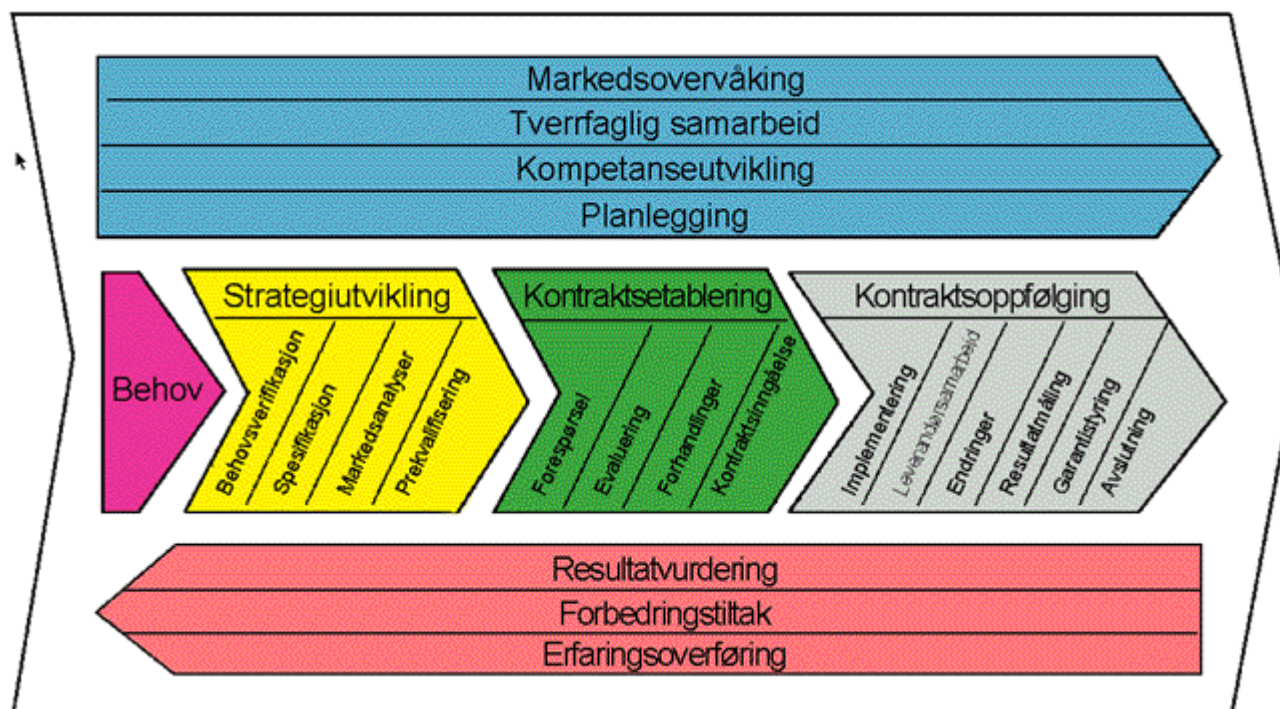 Markedsovervåking
Tverrfaglig samarbeid
Kompetanseutvikling
Planlegging
Behov
Strategiutvikling
Behovsverifikasjon
Spesifikasjon
Markedsanalyser
Prekvalifisering
Kontraktsetablering
Forespørsel
Evaluering
Forhandlinger
Kontraktsinngåelse
Kontraktsoppfølging
Implementering
Leverandørsamarbeid
Endringer
Resultatmåling
Garantistyring
Avslutning
Resultatvurdering
Forbedringstiltak
Erfaringsoverføring